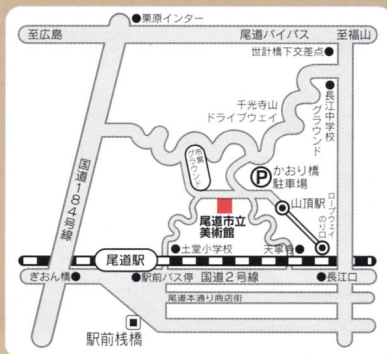 栗原インター
至広島
尾道バイパス
至福山
世計橋下交差点
長江中学校
グラウンド
千光寺山
ドライブウェイ
市営
グラウンド
P
かおり橋
駐車場
山頂駅
ロープウェイ
のり口
国道184号線
尾道市立
美術館
土堂小学校
天寧寺
尾道駅
ぎおん橋
駅前バス停
国道2号線
長江口
尾道本通り商店街
駅前桟橋